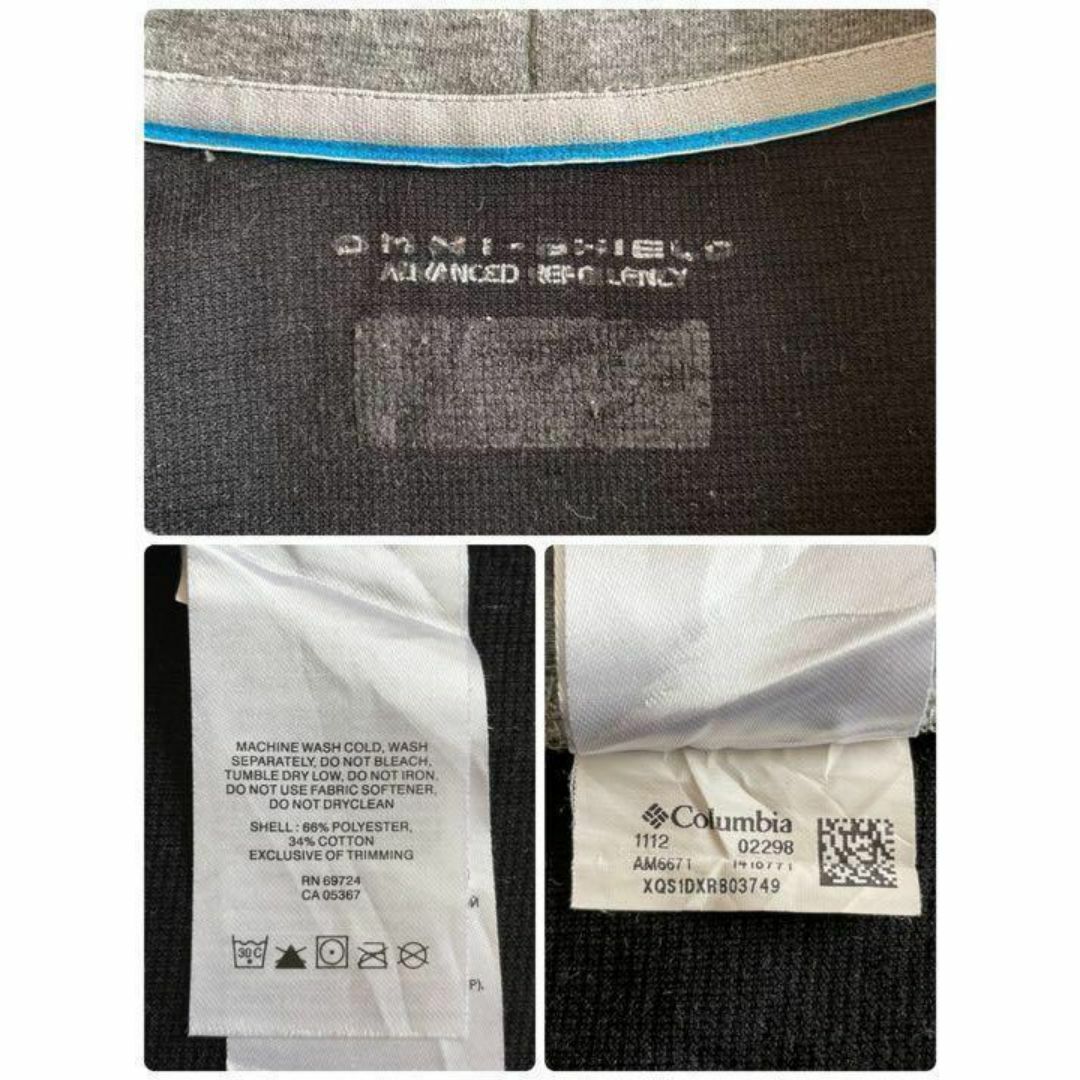 OMNI-SHIELD
ADVANCED REPELLENCY
MACHINE WASH COLD, WASH
SEPARATELY, DO NOT BLEACH,
TUMBLE DRY LOW, DO NOT IRON,
DO NOT USE FABRIC SOFTENER,
DO NOT DRYCLEAN
SHELL : 66% POLYESTER,
34% COTTON
EXCLUSIVE OF TRIMMING
RN 69724
CA 05367
30C
Й
Р).
Columbia
1112 02298
AM6671 1410771
XQS1DXR803749